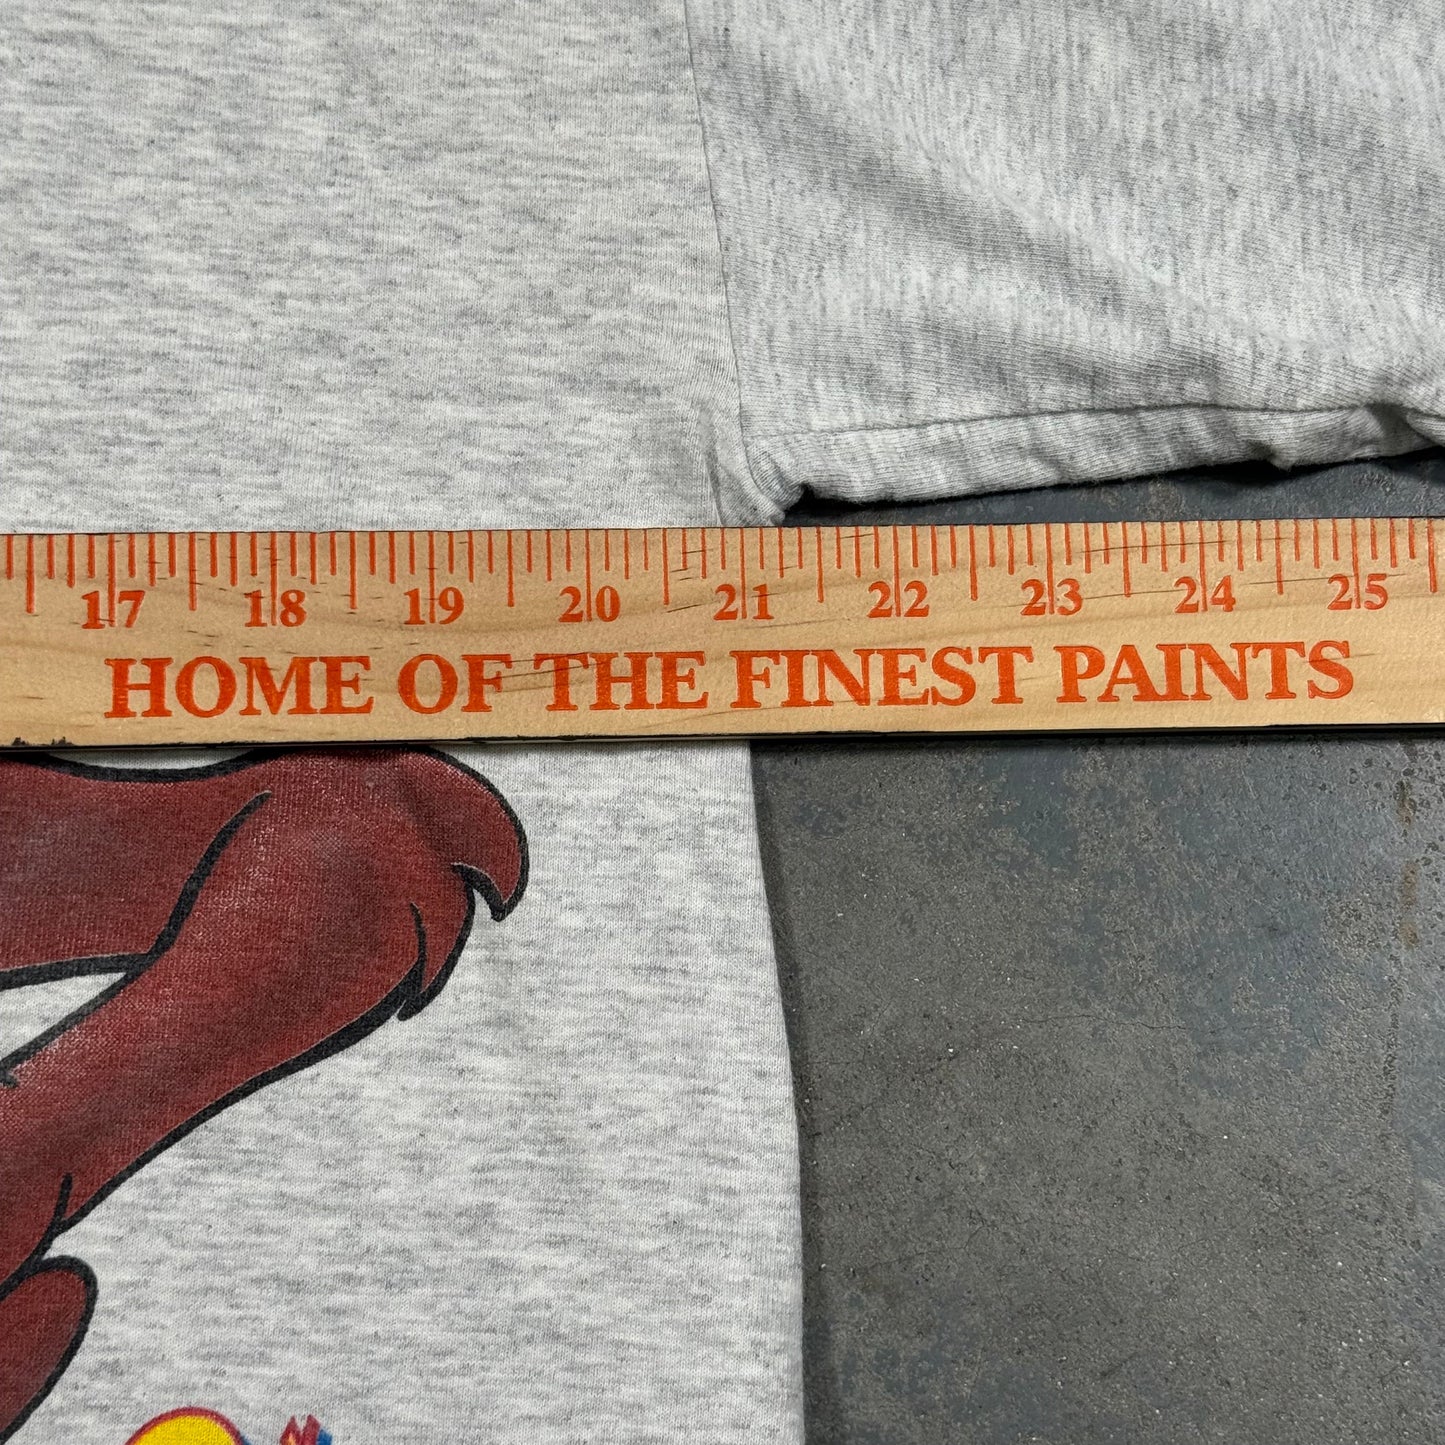 17 18 19 20 21 22 23 24 25
HOME OF THE FINEST PAINTS